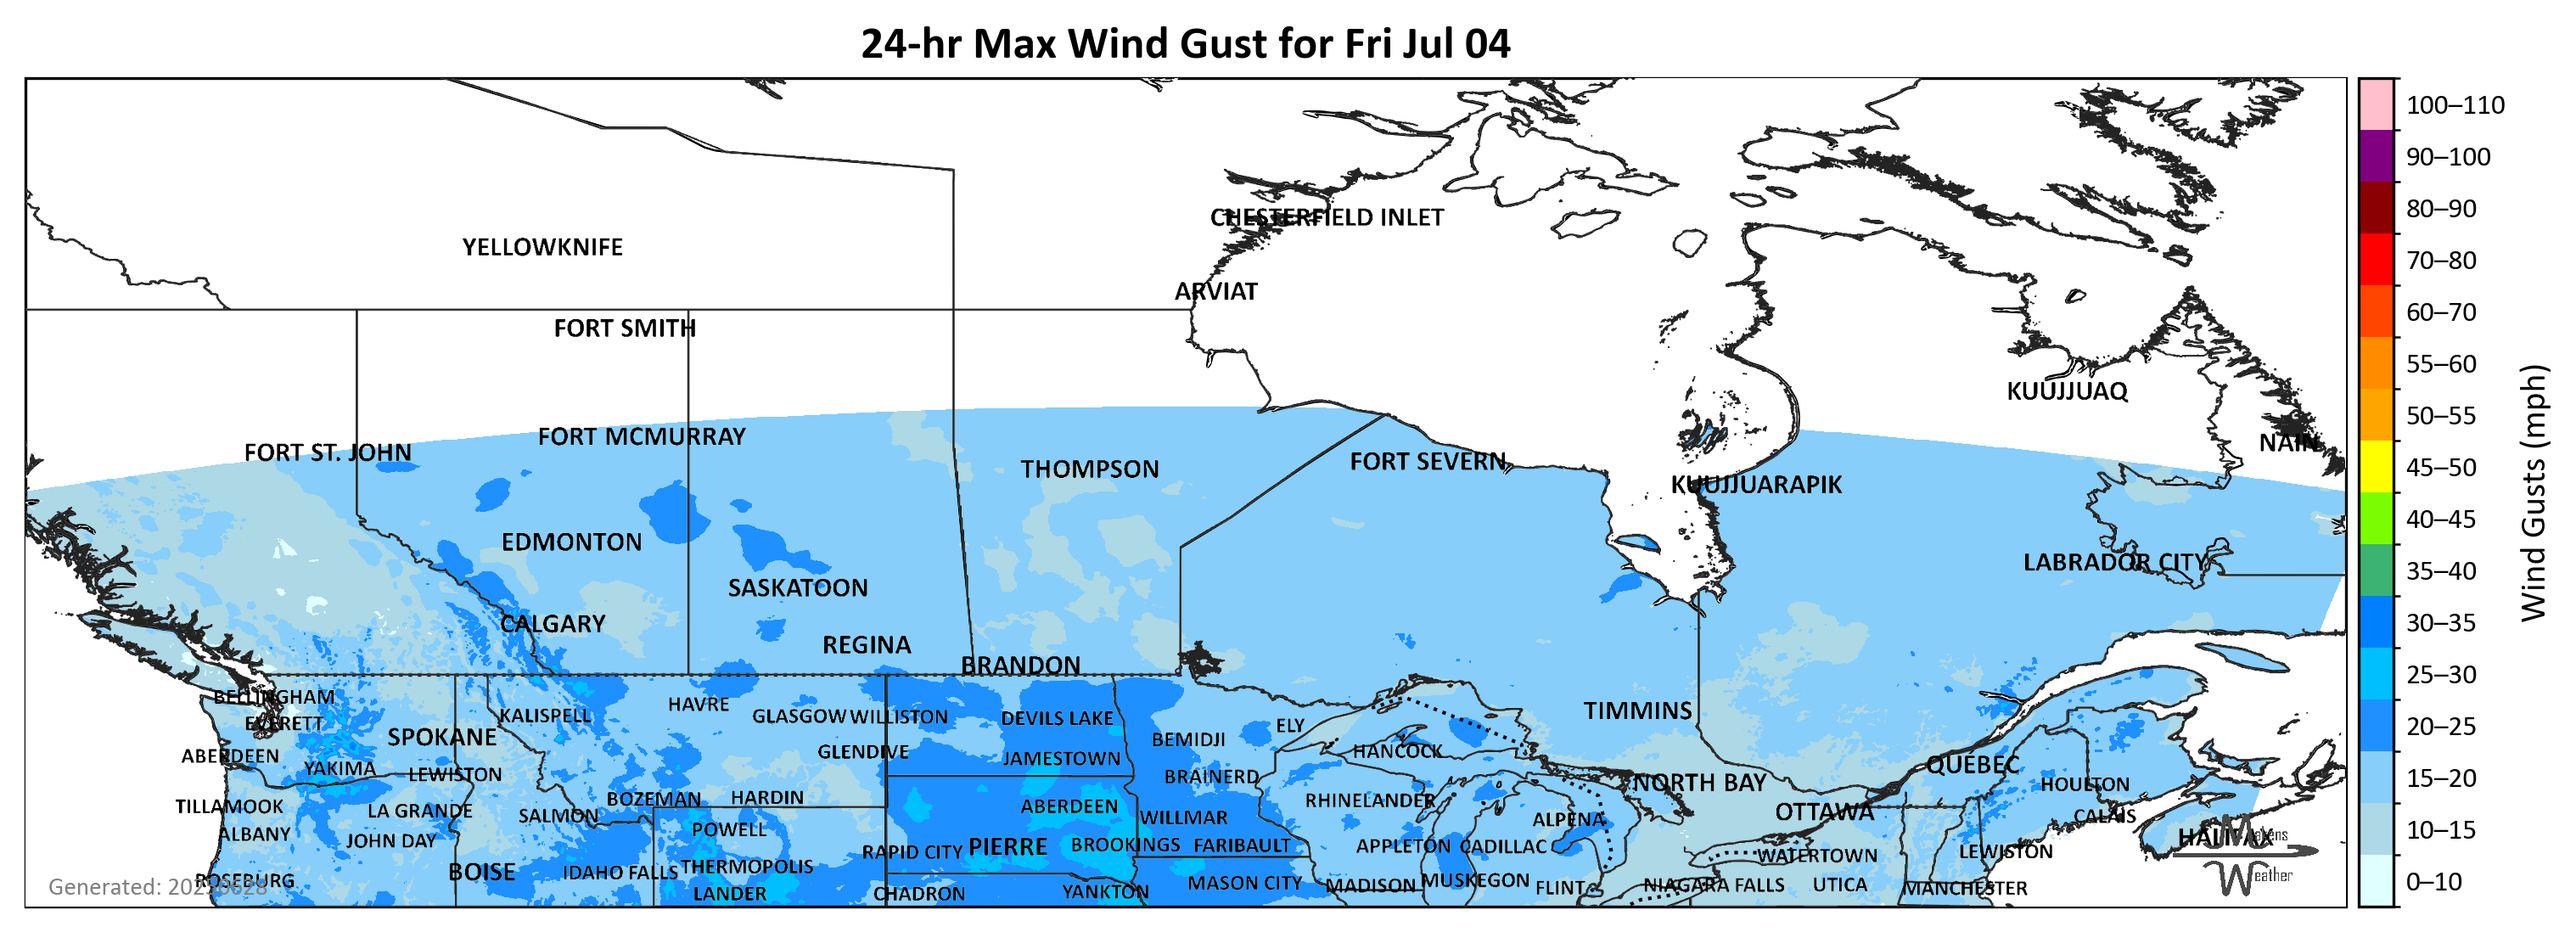 24-hr Max Wind Gust for Fri Jul 04
100–110
90–100
80–90
70–80
60–70
55–60
50–55
45–50
40–45
35–40
30–35
25–30
20–25
15–20
10–15
0–10
Wind Gusts (mph)
CHESTERFIELD INLET
YELLOWKNIFE
ARVIAT
FORT SMITH
KUUJJUAQ
FORT MCMURRAY
NAIN
FORT ST. JOHN
FORT SEVERN
THOMPSON
KUUJJUARAPIK
EDMONTON
LABRADOR CITY
SASKATOON
CALGARY
REGINA
BRANDON
BELLINGHAM
HAVRE
TIMMINS
KALISPELL
GLASGOW
WILLISTON
DEVILS LAKE
EVERETT
ELY
SPOKANE
BEMIDJI
HANCOCK
GLENDIVE
ABERDEEN
JAMESTOWN
QUEBEC
YAKIMA
LEWISTON
BRAINERD
NORTH BAY
HOULTON
BOZEMAN
HARDIN
RHINELANDER
TILLAMOOK
ABERDEEN
LA GRANDE
OTTAWA
SALMON
WILLMAR
CALAIS
ALPENA
POWELL
ALBANY
HALIFAX
JOHN DAY
PIERRE
BROOKINGS
FARIBAULT
APPLETON
CADILLAC
RAPID CITY
LEWISTON
WATERTOWN
THERMOPOLIS
BOISE
IDAHO FALLS
ROSEBURG
MUSKEGON
MASON CITY
MADISON
NIAGARA FALLS
UTICA
FLINT
MANCHESTER
YANKTON
LANDER
CHADRON
Generated: 20250628
Weather